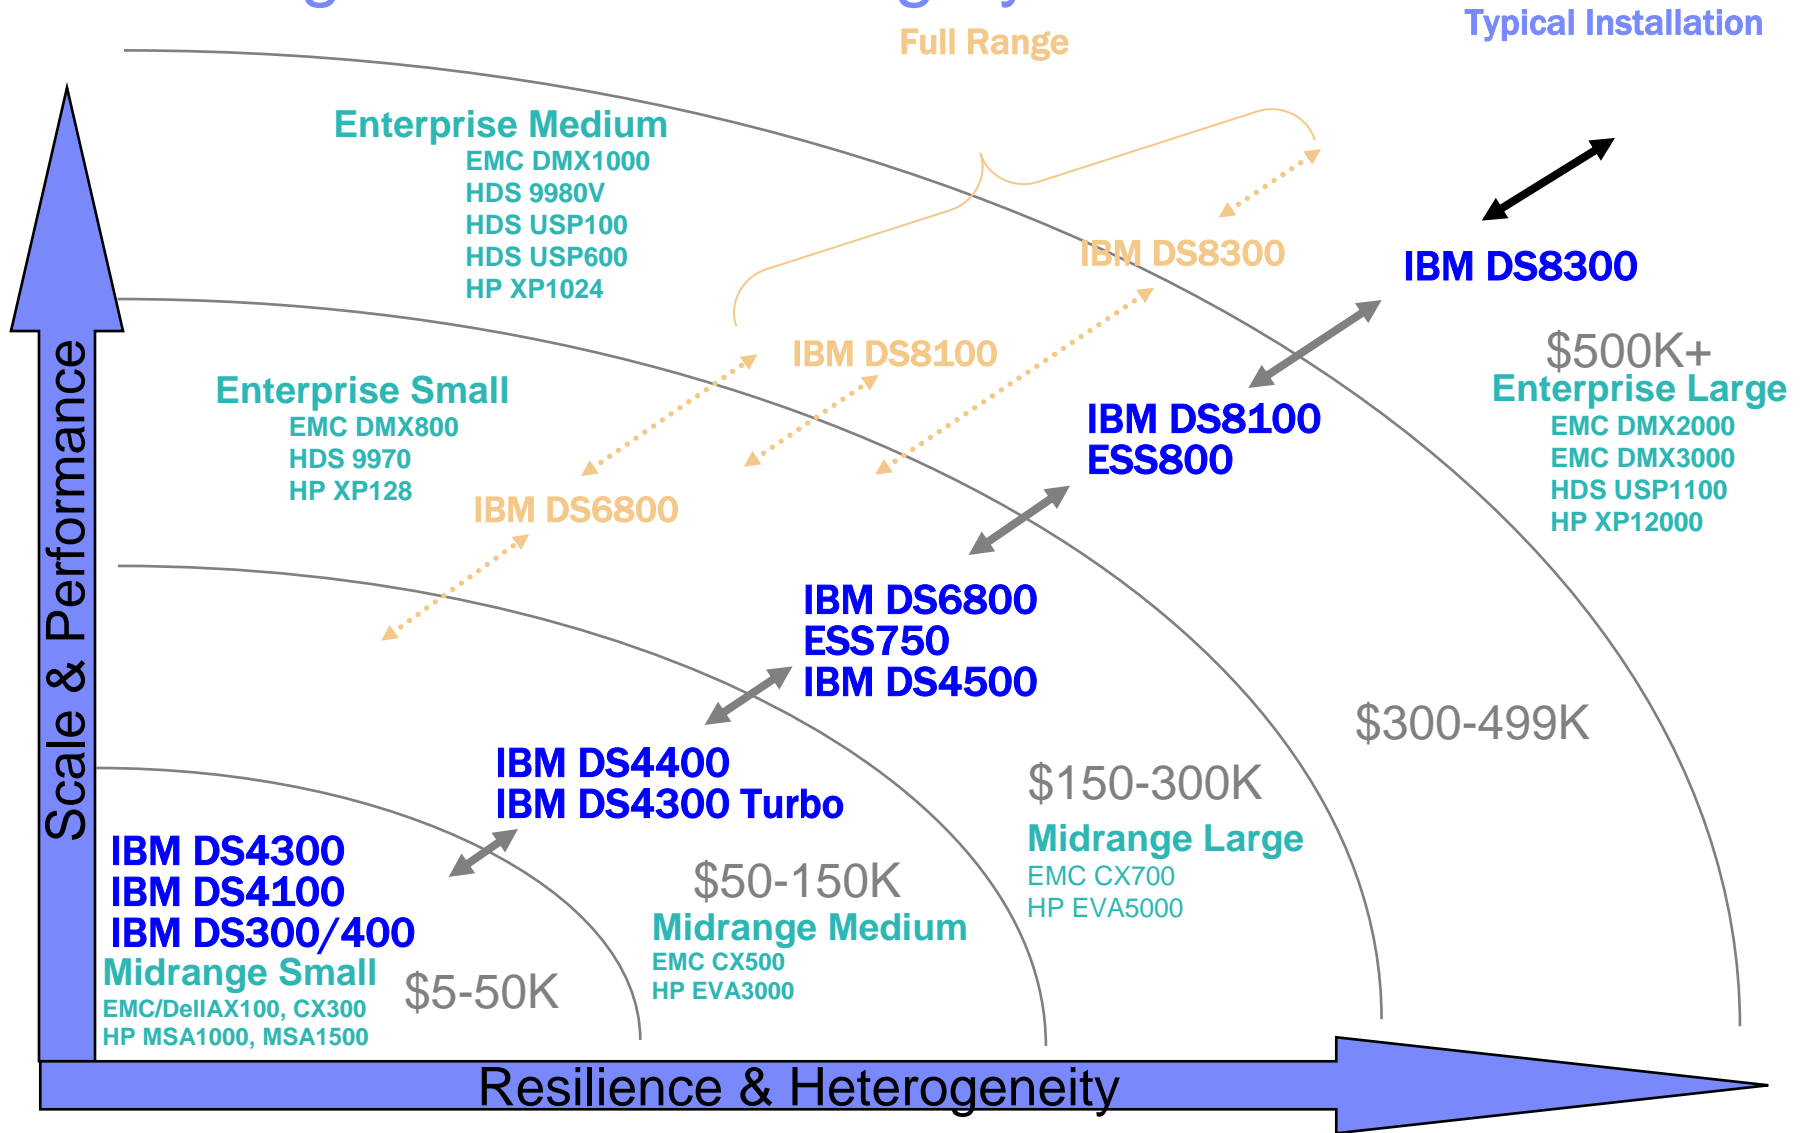 Typical Installation
Full Range
Enterprise Medium
EMC DMX1000
HDS 9980V
HDS USP100
HDS USP600
HP XP1024
IBM DS8300
IBM DS8300
$500K+
Enterprise Large
EMC DMX2000
EMC DMX3000
HDS USP1100
HP XP12000
IBM DS8100
Enterprise Small
EMC DMX800
HDS 9970
HP XP128
IBM DS8100
ESS800
IBM DS6800
IBM DS6800
ESS750
IBM DS4500
$300-499K
IBM DS4400
IBM DS4300 Turbo
$150-300K
Midrange Large
EMC CX700
HP EVA5000
IBM DS4300
IBM DS4100
IBM DS300/400
Midrange Small
EMC/DellAX100, CX300
HP MSA1000, MSA1500
$5-50K
$50-150K
Midrange Medium
EMC CX500
HP EVA3000
Scale & Performance
Resilience & Heterogeneity